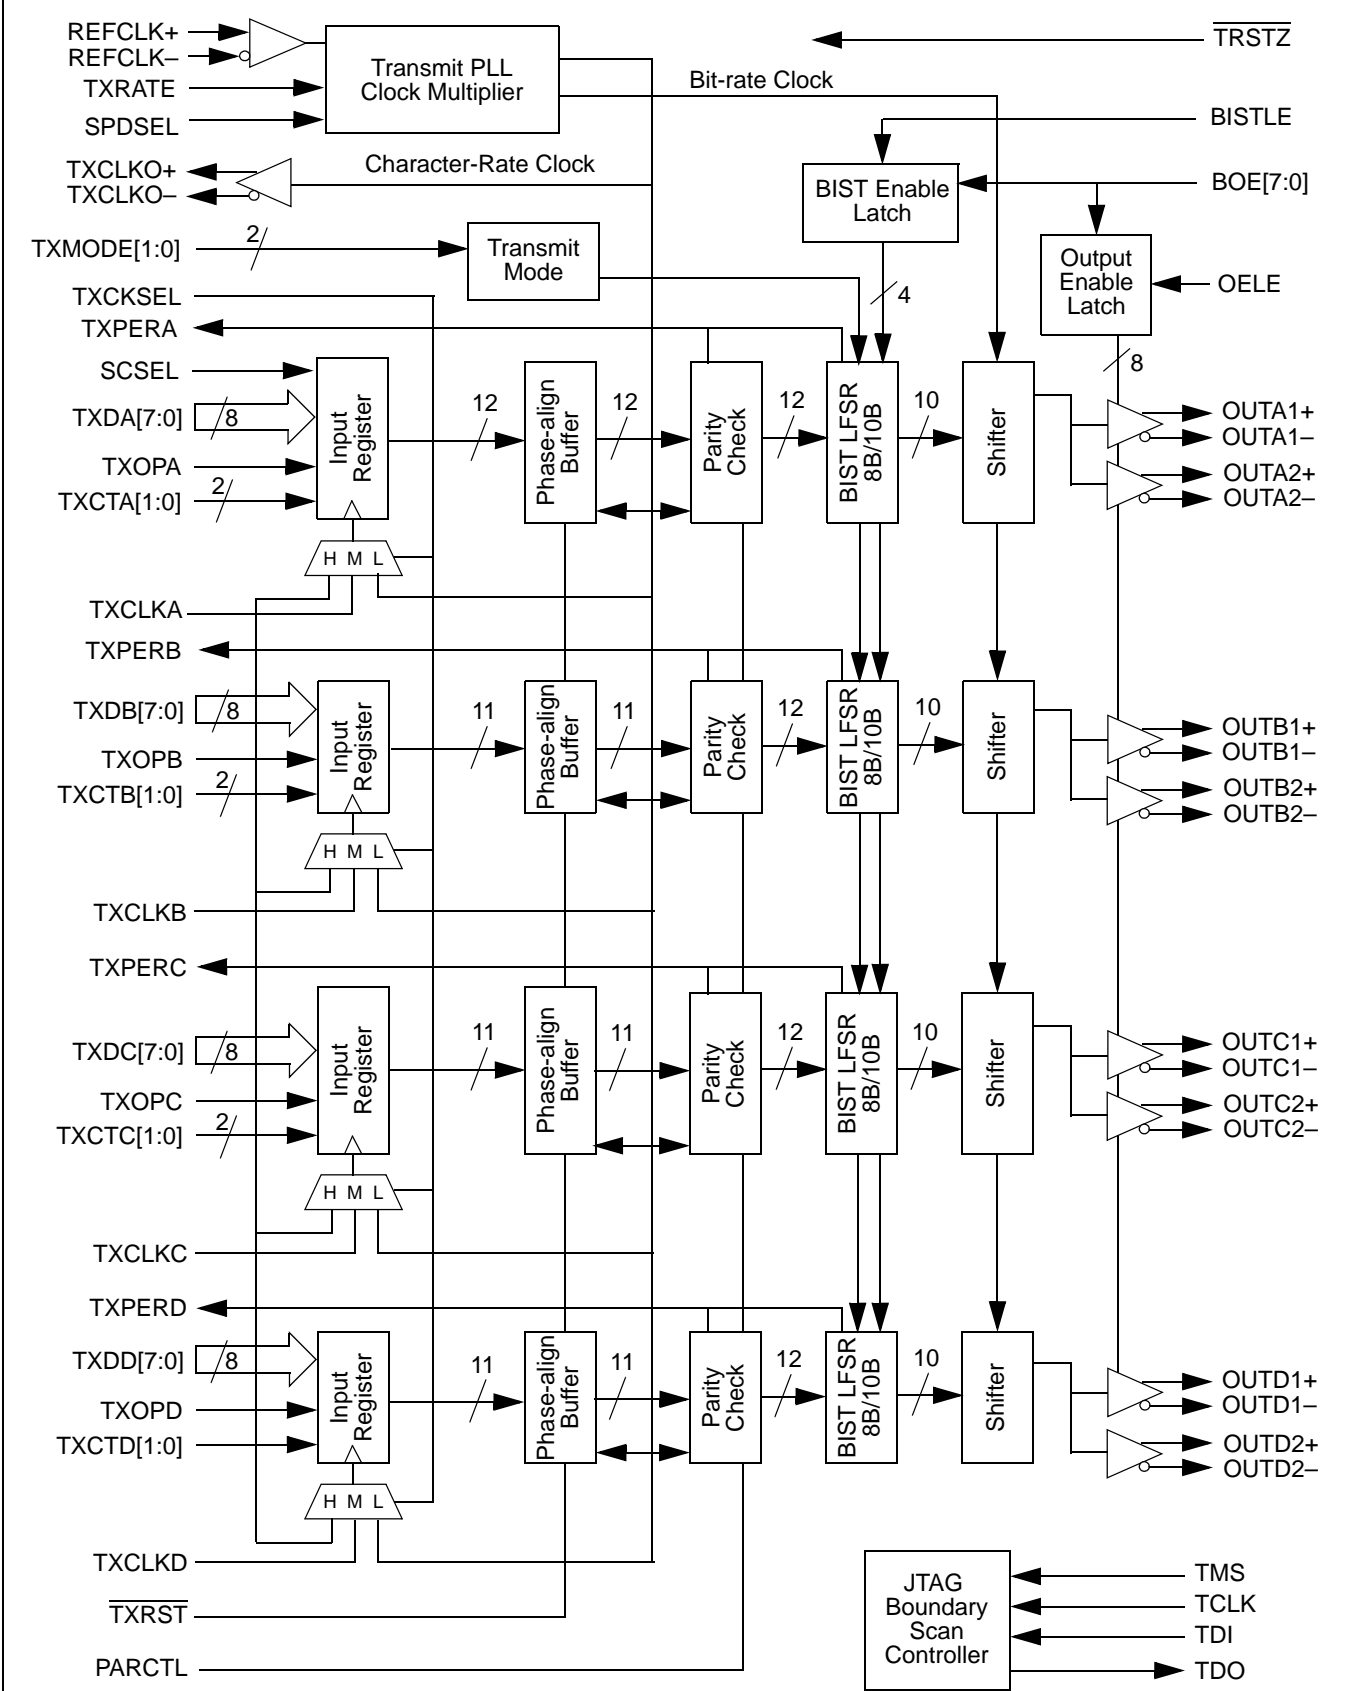 REFCLK+
REFCLK–
TXRATE
SPDSEL
Transmit PLL
Clock Multiplier
Bit-rate Clock
TRSTZ
BISTLE
TXCLKO+
TXCLKO–
Character-Rate Clock
BIST Enable
Latch
BOE[7:0]
TXMODE[1:0]
2
Transmit
Mode
4
Output
Enable
Latch
OELE
8
TXCKSEL
TXPERA
SCSEL
TXDA[7:0]
8
TXOPA
TXCTA[1:0]
2
Input
Register
12
Phase-align
Buffer
12
Parity
Check
12
BIST LFSR
8B/10B
10
Shifter
OUTA1+
OUTA1–
OUTA2+
OUTA2–
H M L
TXCLKA
TXPERB
TXDB[7:0]
8
TXOPB
TXCTB[1:0]
2
Input
Register
11
Phase-align
Buffer
11
Parity
Check
12
BIST LFSR
8B/10B
10
Shifter
OUTB1+
OUTB1–
OUTB2+
OUTB2–
H M L
TXCLKB
TXPERC
TXDC[7:0]
8
TXOPC
TXCTC[1:0]
2
Input
Register
11
Phase-align
Buffer
11
Parity
Check
12
BIST LFSR
8B/10B
10
Shifter
OUTC1+
OUTC1–
OUTC2+
OUTC2–
H M L
TXCLKC
TXPERD
TXDD[7:0]
8
TXOPD
TXCTD[1:0]
Input
Register
11
Phase-align
Buffer
11
Parity
Check
12
BIST LFSR
8B/10B
10
Shifter
OUTD1+
OUTD1–
OUTD2+
OUTD2–
H M L
TXCLKD
TXRST
PARCTL
JTAG
Boundary
Scan
Controller
TMS
TCLK
TDI
TDO